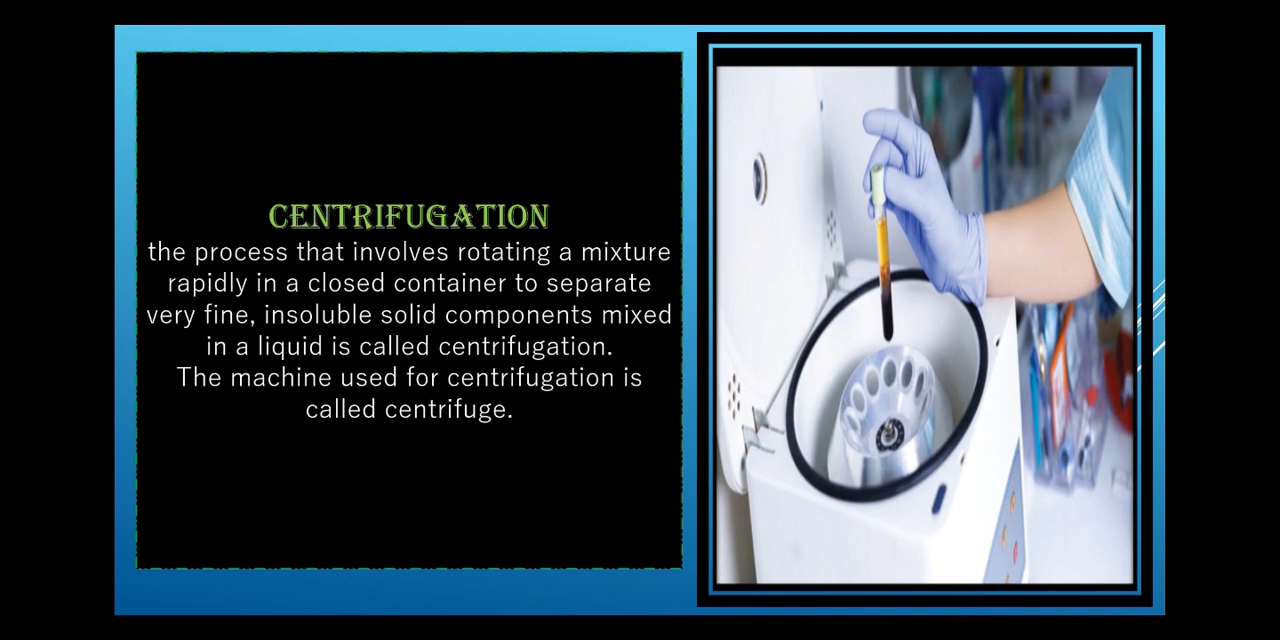 CENTRIFUGATION
the process that involves rotating a mixture
rapidly in a closed container to separate
very fine, insoluble solid components mixed
in a liquid is called centrifugation.
The machine used for centrifugation is
called centrifuge.